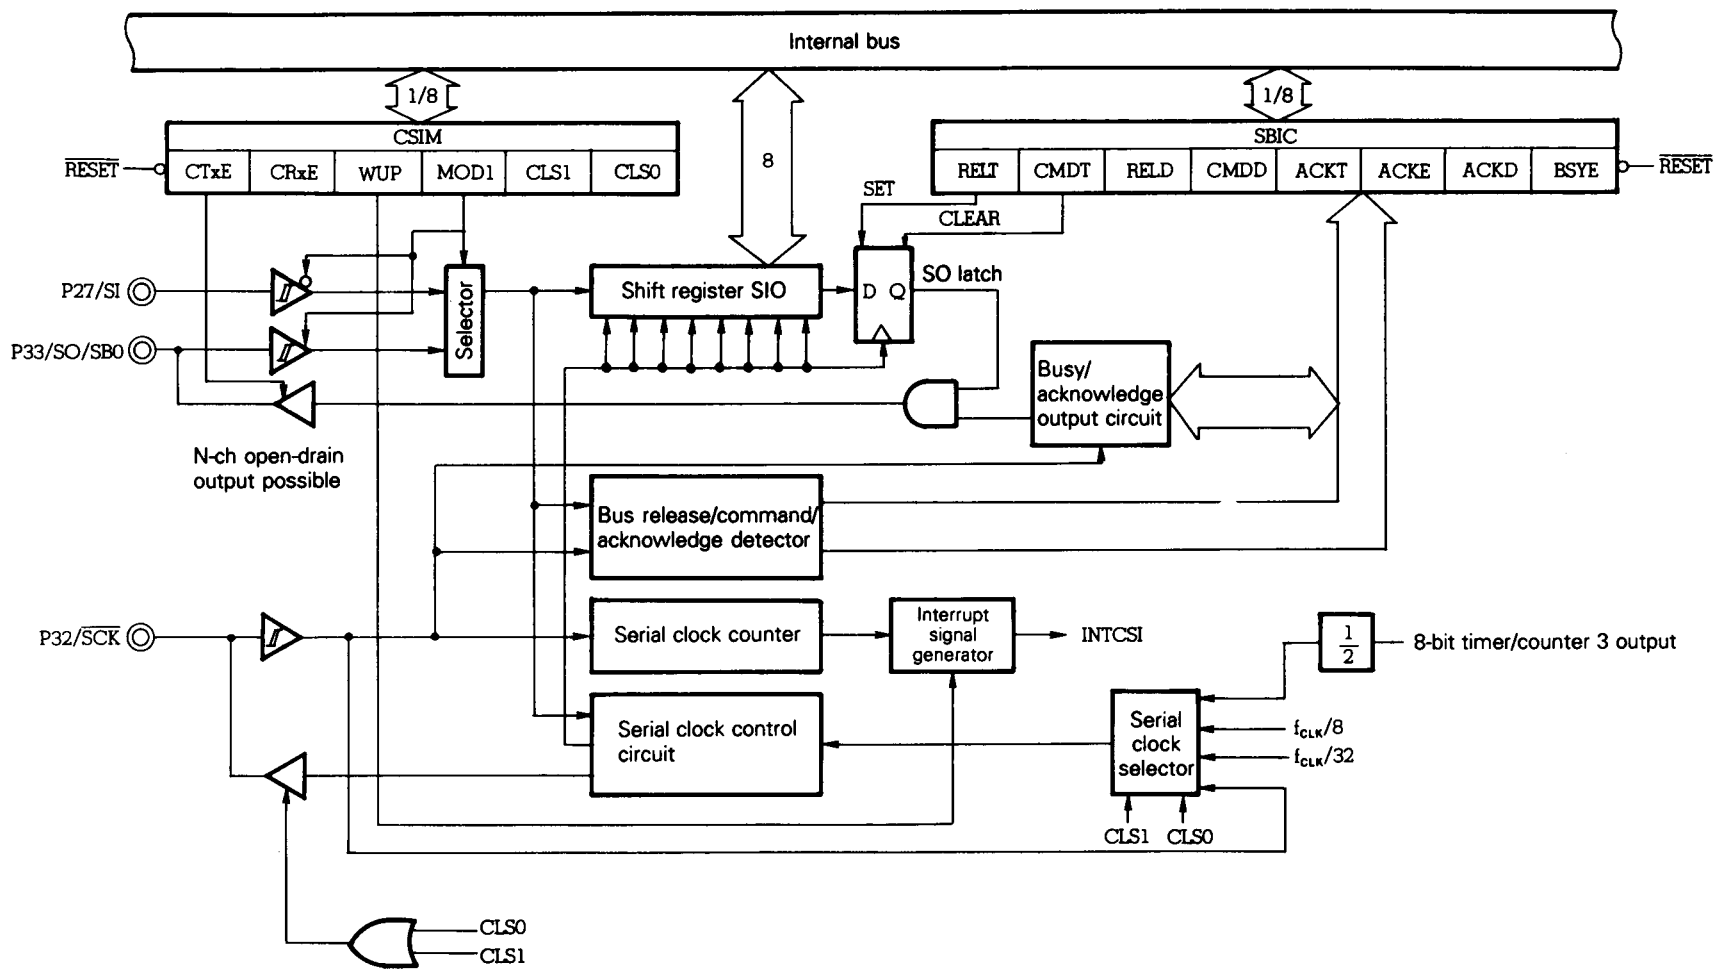 Internal bus
1/8
8
1/8
CSIM
SBIC
RESET
CTxE CRxE WUP MOD1 CLS1 CLS0
RELT CMDT RELD CMDD ACKT ACKE ACKD BSYE
RESET
SET
CLEAR
P27/SI
Selector
Shift register SIO
D Q
SO latch
P33/SO/SB0
Busy/
acknowledge
output circuit
N-ch open-drain
output possible
Bus release/command/
acknowledge detector
P32/SCK
Serial clock counter
Interrupt
signal
generator
INTCSI
1
2
8-bit timer/counter 3 output
Serial clock control
circuit
Serial
clock
selector
fCLK/8
fCLK/32
CLS1 CLS0
CLS0
CLS1